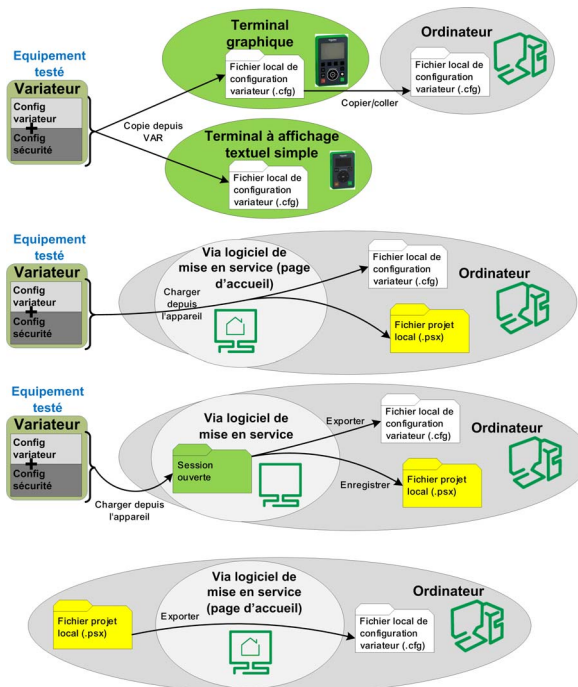 Equipement
testé
Variateur
Config
variateur
+
Config
sécurité
Copie depuis
VAR
Terminal
graphique
Fichier local de
configuration
variateur (.cfg)
Copier/coller
Ordinateur
Fichier local de
configuration
variateur (.cfg)
Terminal à affichage
textuel simple
Fichier local de
configuration
variateur (.cfg)
Equipement
testé
Variateur
Config
variateur
+
Config
sécurité
Via logiciel de
mise en service (page
d'accueil)
Charger
depuis
l'appareil
Fichier local de
configuration
variateur (.cfg)
Ordinateur
Fichier projet
local (.psx)
Equipement
testé
Variateur
Config
variateur
+
Config
sécurité
Charger depuis
l'appareil
Via logiciel de
mise en service
Session
ouverte
Exporter
Fichier local de
configuration
variateur (.cfg)
Ordinateur
Enregistrer
Fichier projet
local (.psx)
Fichier projet
local (.psx)
Exporter
Via logiciel de
mise en service
(page d'accueil)
Ordinateur
Fichier local de
configuration
variateur (.cfg)